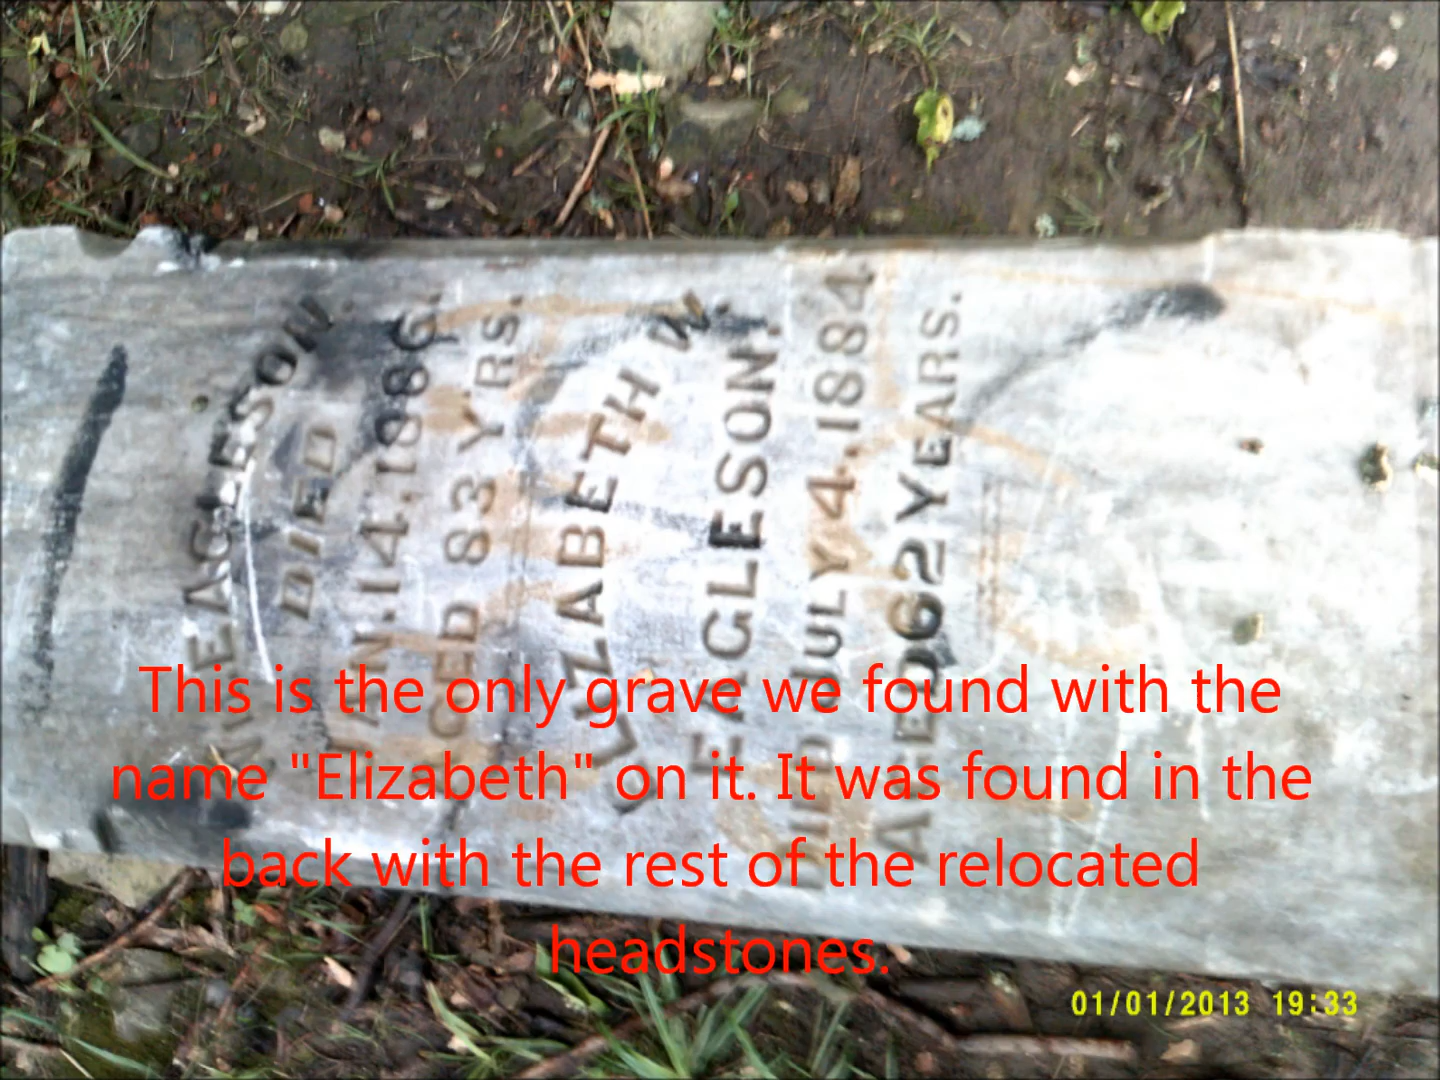 EAGLESON.
DIED
JAN. 14, 1886.
AGED 83 YRS.
ELIZABETH W.
EAGLESON.
DIED JULY 4, 1884
AGED 62 YEARS.
This is the only grave we found with the
name "Elizabeth" on it. It was found in the
back with the rest of the relocated
headstones.
01/01/2013 19:33